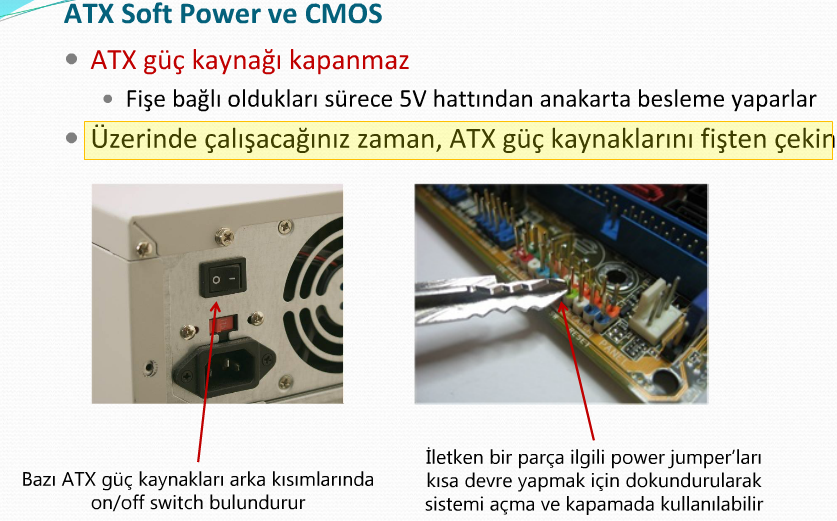 ATX Soft Power ve CMOS
ATX güç kaynağı kapanmaz
Fişe bağlı oldukları sürece 5V hattından anakarta besleme yaparlar
Üzerinde çalışacağınız zaman, ATX güç kaynaklarını fişten çekin
Bazı ATX güç kaynakları arka kısımlarında
on/off switch bulundurur
İletken bir parça ilgili power jumper’ları
kısa devre yapmak için dokundurularak
sistemi açma ve kapamada kullanılabilir